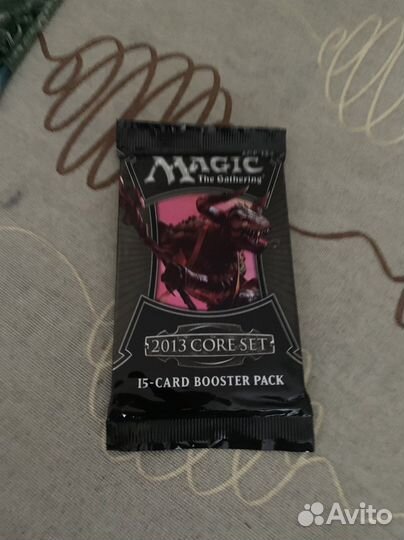 MAGIC
The Gathering
2013 CORE SET
15-CARD BOOSTER PACK
Avito